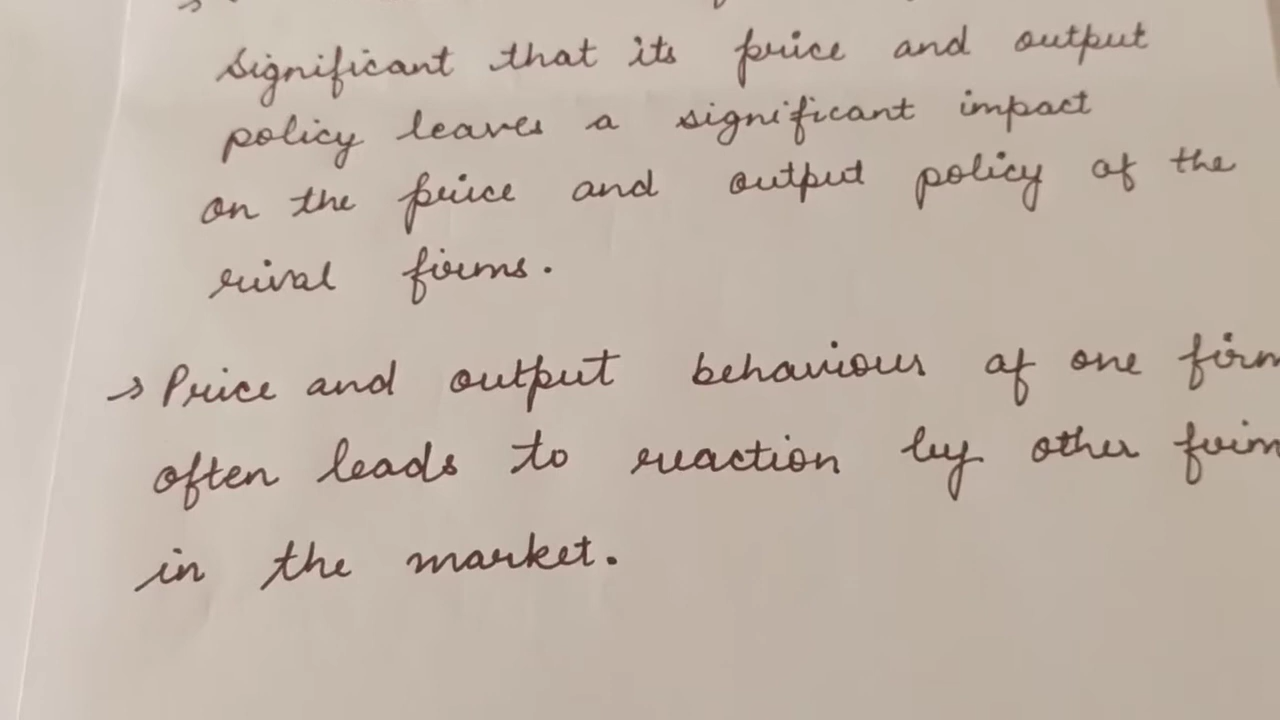 significant that its price and output
policy leaves a significant impact
on the price and output policy of the
rival firms.
→ Price and output behaviour of one firm
often leads to reaction by other firm
in the market.